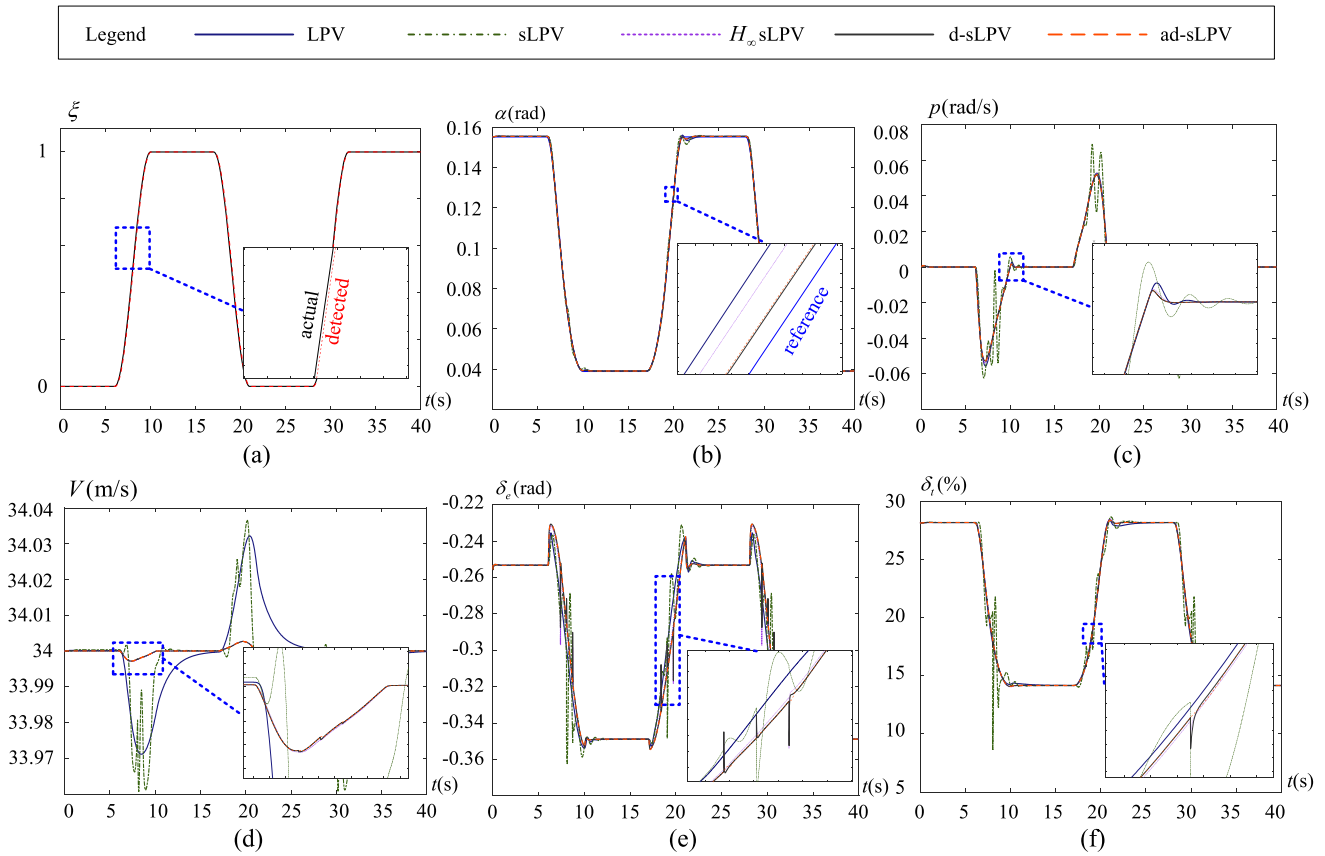 Legend LPV sLPV H∞sLPV d-sLPV ad-sLPV
ξ
1
0
actual
detected
t(s)
0 5 10 15 20 25 30 35 40
(a)
α(rad)
0.16
0.14
0.12
0.1
0.08
0.06
0.04
reference
t(s)
0 5 10 15 20 25 30 35 40
(b)
p(rad/s)
0.08
0.04
0
-0.02
-0.04
-0.06
t(s)
0 5 10 15 20 25 30 35 40
(c)
V(m/s)
34.04
34.03
34.02
34.01
34
33.99
33.98
33.97
t(s)
0 5 10 15 20 25 30 35 40
(d)
δe(rad)
-0.22
-0.24
-0.26
-0.28
-0.3
-0.32
-0.34
-0.36
t(s)
0 5 10 15 20 25 30 35 40
(e)
δt(%)
30
28
25
20
15
10
5
t(s)
0 5 10 15 20 25 30 35 40
(f)